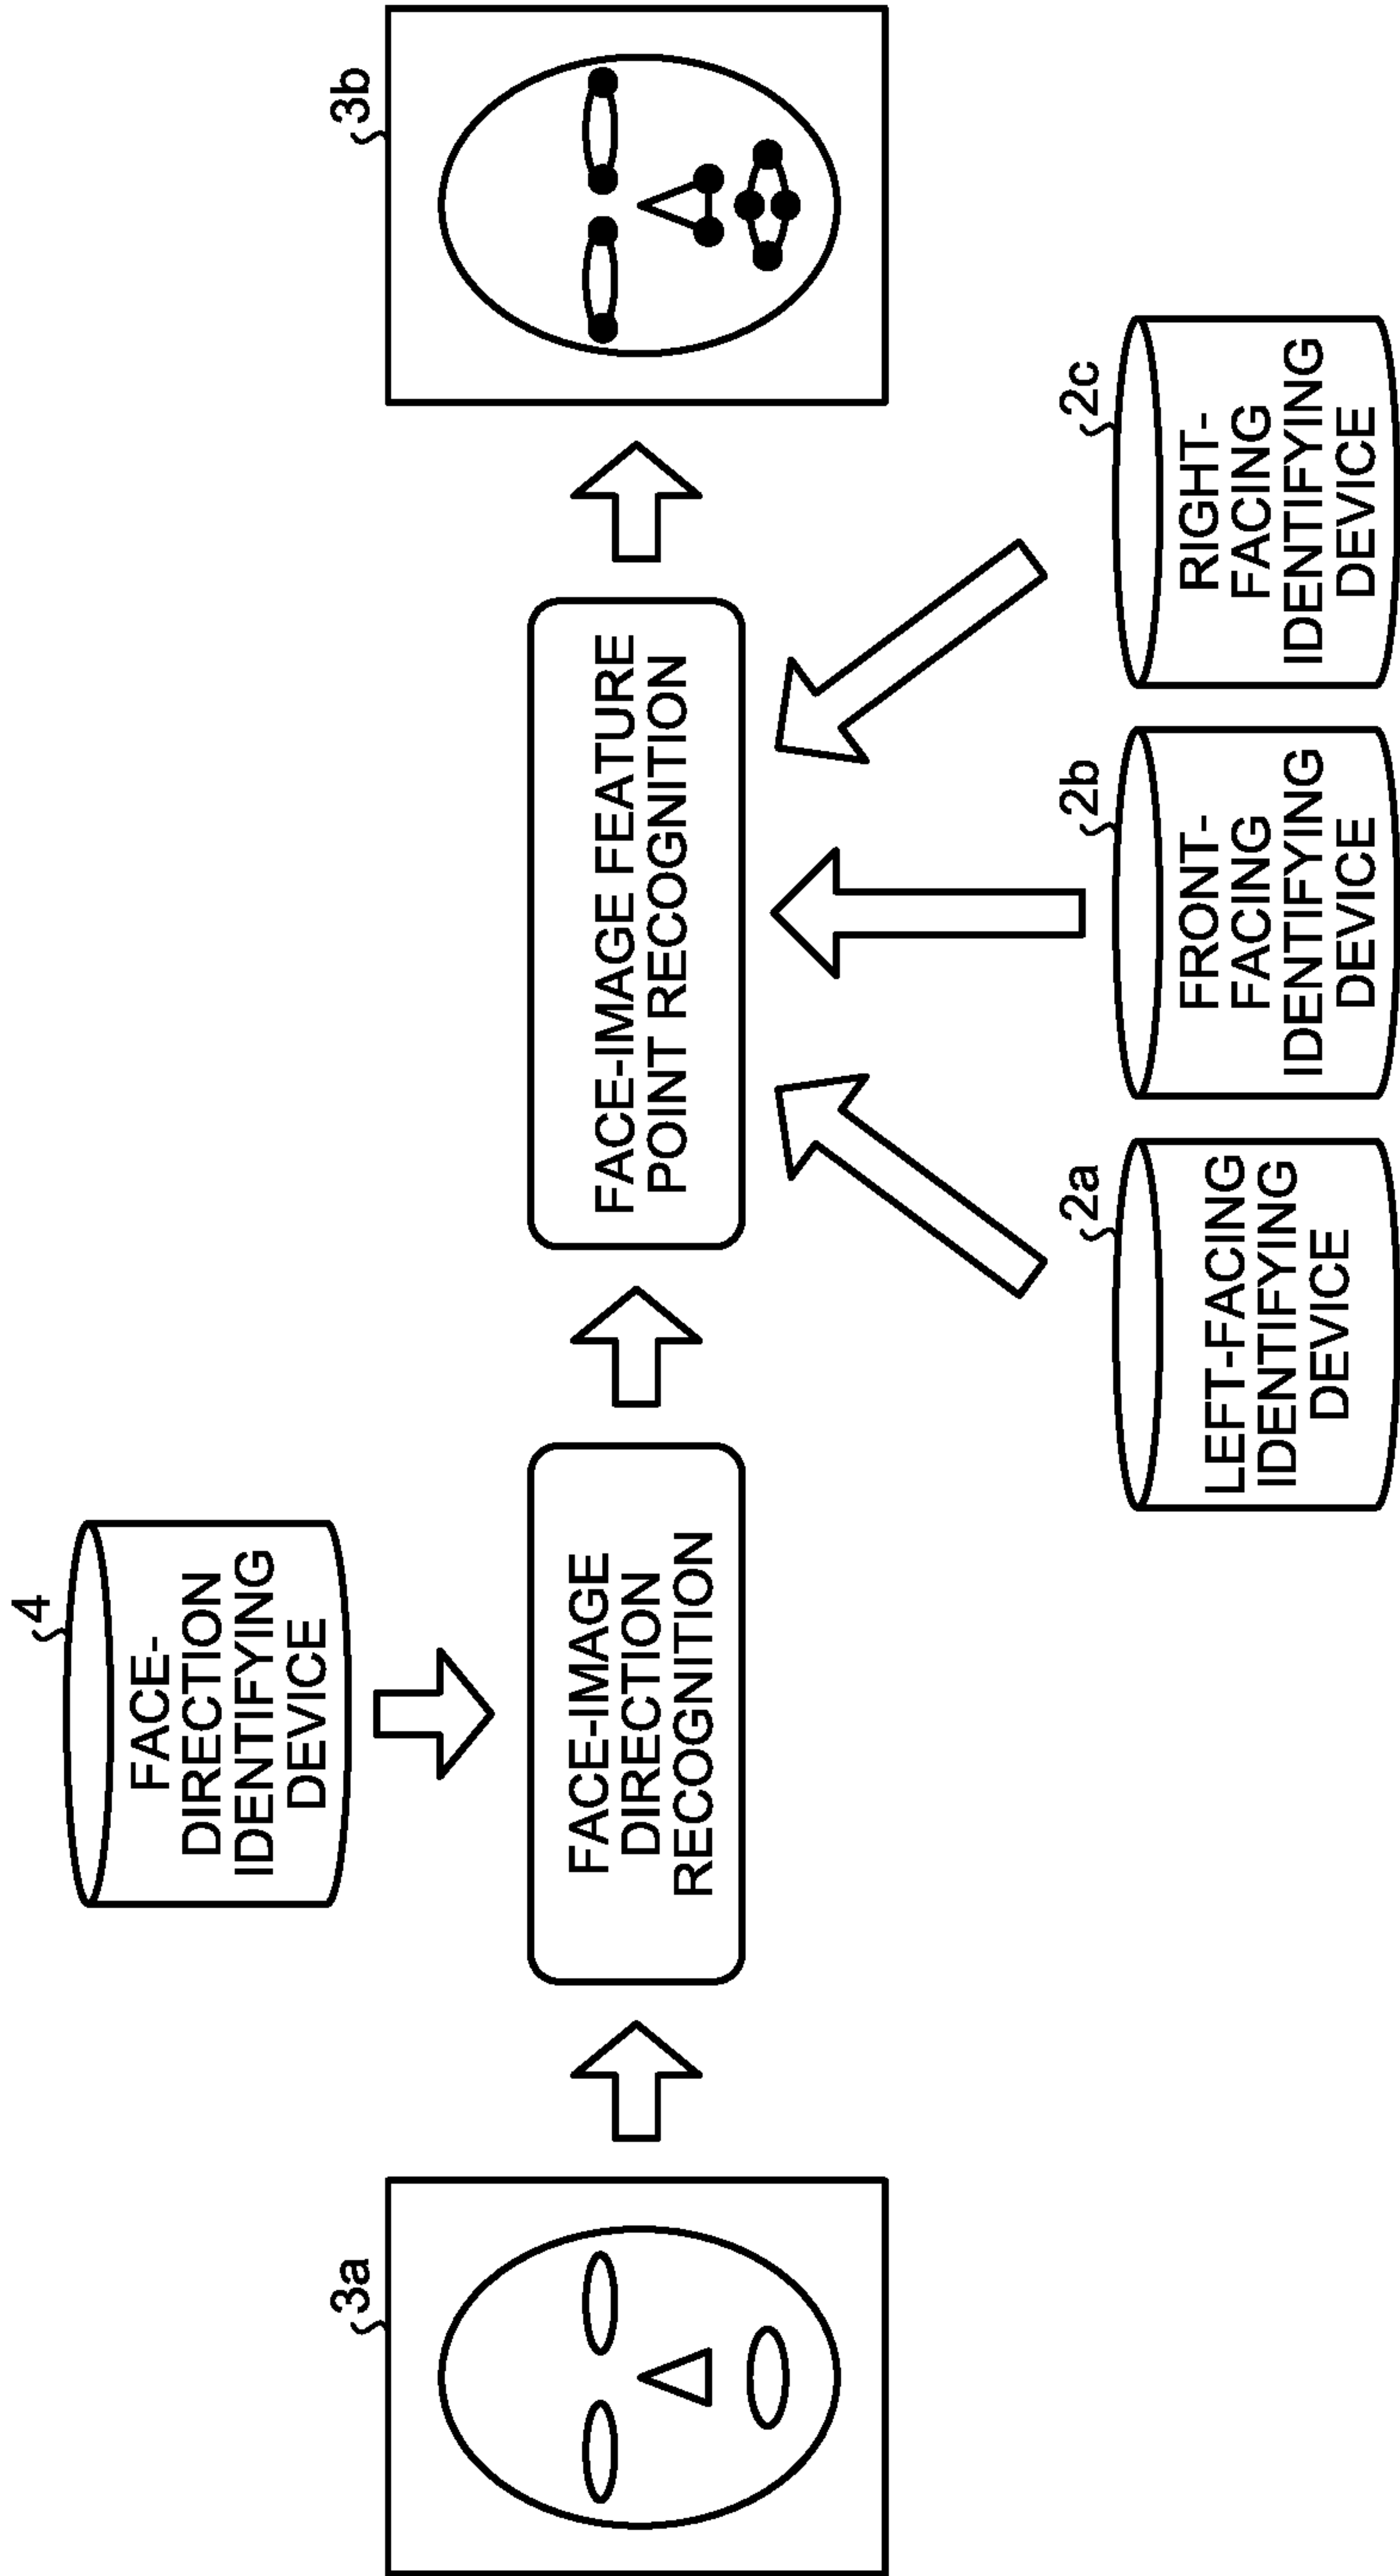 4
FACE-
DIRECTION
IDENTIFYING
DEVICE
3a
3b
FACE-IMAGE
DIRECTION
RECOGNITION
FACE-IMAGE FEATURE
POINT RECOGNITION
2a
LEFT-FACING
IDENTIFYING
DEVICE
2b
FRONT-
FACING
IDENTIFYING
DEVICE
2c
RIGHT-
FACING
IDENTIFYING
DEVICE